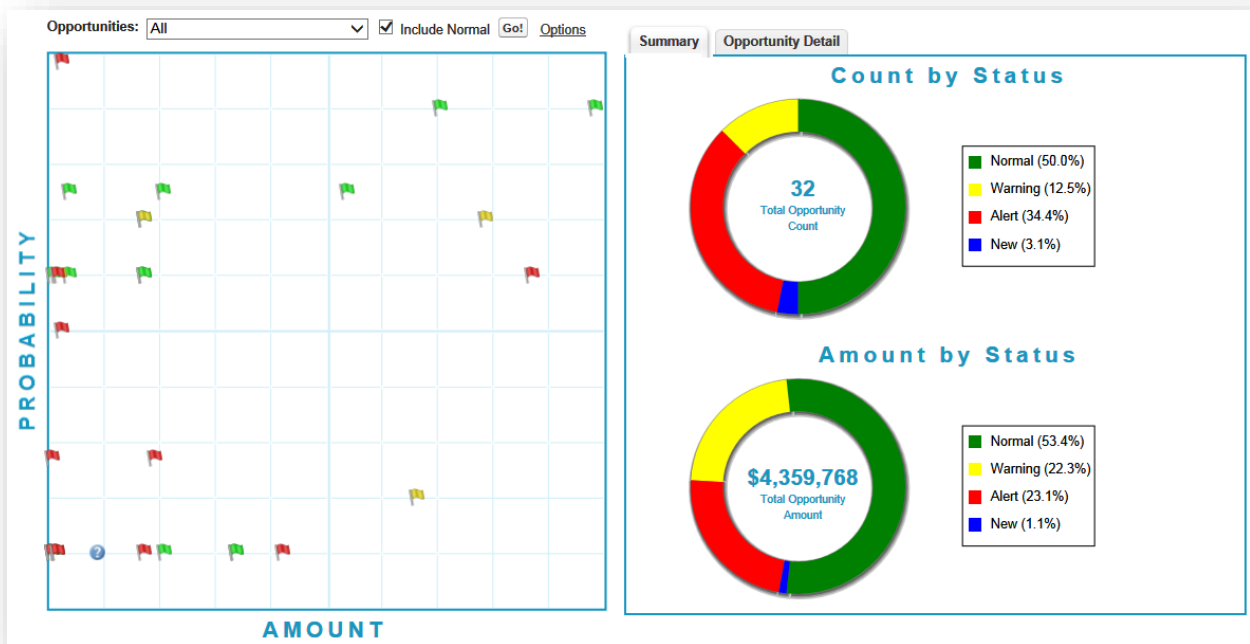 Opportunities: All Include Normal Go! Options
PROBABILITY
AMOUNT
Summary Opportunity Detail
Count by Status
32
Total Opportunity
Count
Normal (50.0%)
Warning (12.5%)
Alert (34.4%)
New (3.1%)
Amount by Status
$4,359,768
Total Opportunity
Amount
Normal (53.4%)
Warning (22.3%)
Alert (23.1%)
New (1.1%)
?